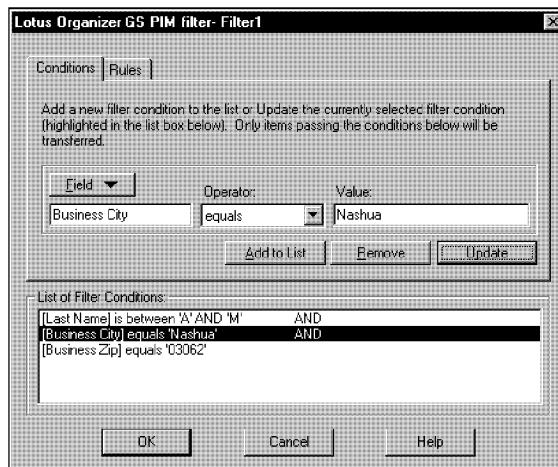 Lotus Organizer GS PIM filter- Filter1
Conditions Rules
Add a new filter condition to the list or Update the currently selected filter condition
(highlighted in the list box below). Only items passing the conditions below will be
transferred.
Field Operator: Value:
Business City equals Nashua
Add to List Remove Update
List of Filter Conditions:
[Last Name] is between 'A' AND 'M' AND
[Business City] equals 'Nashua' AND
[Business Zip] equals '03062'
OK Cancel Help